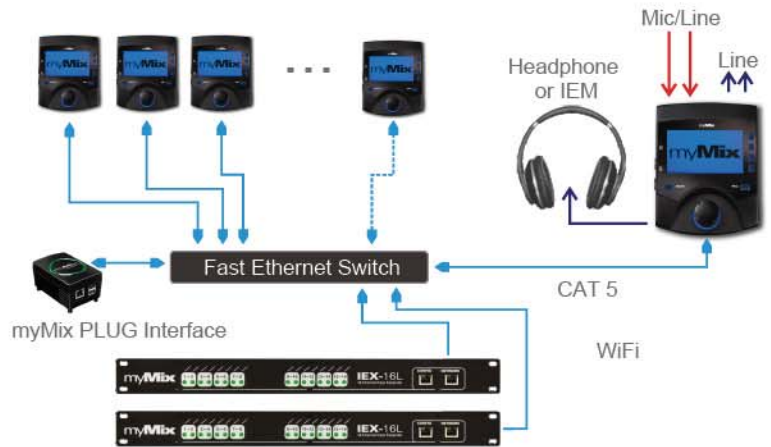 Mic/Line
Headphone
or IEM
Line
myMix
myMix
myMix
myMix
myMix
myMix
Fast Ethernet Switch
CAT 5
myMix PLUG Interface
WiFi
myMix
IEX-16L
myMix
IEX-16L